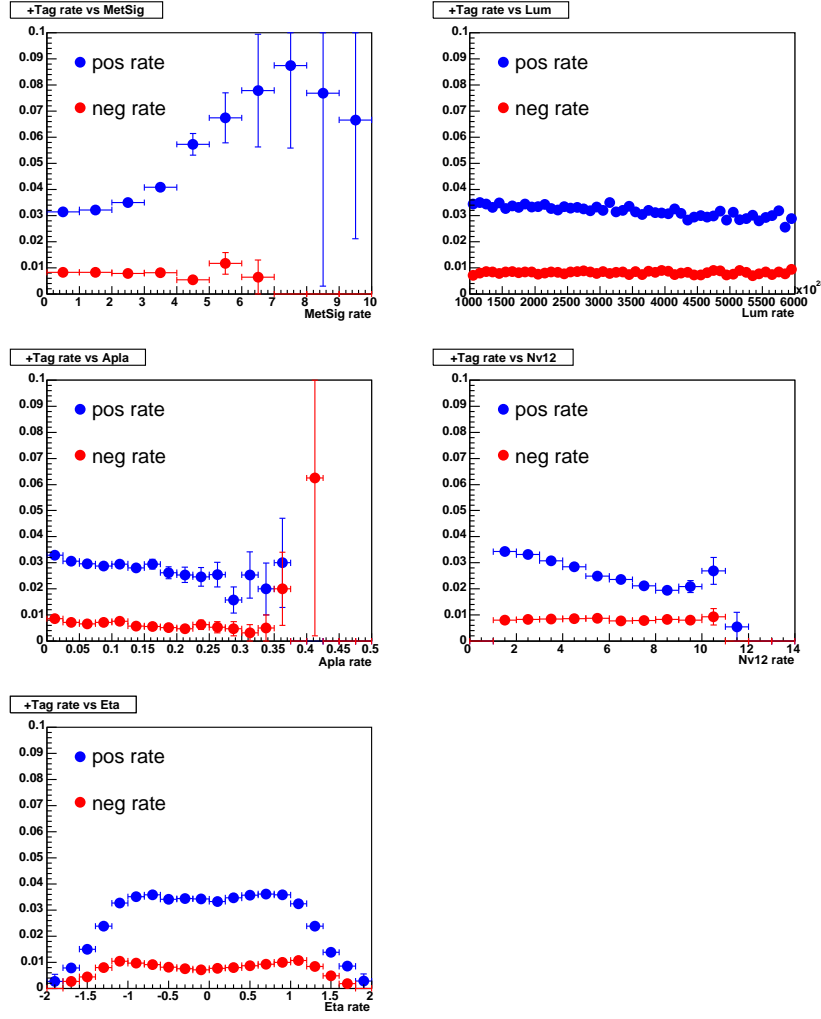 +Tag rate vs MetSig
0.1
0.09
0.08
0.07
0.06
0.05
0.04
0.03
0.02
0.01
0
pos rate
neg rate
0 1 2 3 4 5 6 7 8 9 10
MetSig rate
+Tag rate vs Lum
0.1
0.09
0.08
0.07
0.06
0.05
0.04
0.03
0.02
0.01
0
pos rate
neg rate
1000 1500 2000 2500 3000 3500 4000 4500 5000 5500 6000
x10^2
Lum rate
+Tag rate vs Apla
0.1
0.09
0.08
0.07
0.06
0.05
0.04
0.03
0.02
0.01
0
pos rate
neg rate
0 0.05 0.1 0.15 0.2 0.25 0.3 0.35 0.4 0.45 0.5
Apla rate
+Tag rate vs Nv12
0.1
0.09
0.08
0.07
0.06
0.05
0.04
0.03
0.02
0.01
0
pos rate
neg rate
0 2 4 6 8 10 12 14
Nv12 rate
+Tag rate vs Eta
0.1
0.09
0.08
0.07
0.06
0.05
0.04
0.03
0.02
0.01
0
pos rate
neg rate
-2 -1.5 -1 -0.5 0 0.5 1 1.5 2
Eta rate